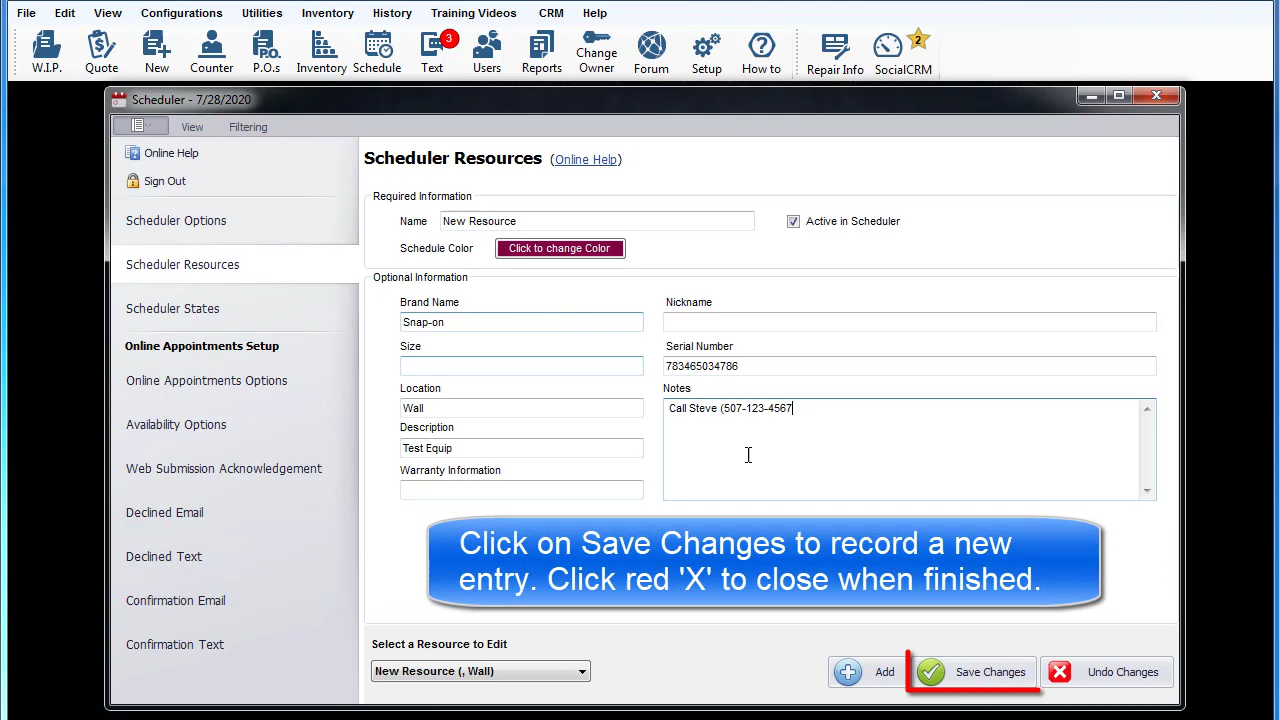 File Edit View Configurations Utilities Inventory History Training Videos CRM Help
3 2
W.I.P. Quote New Counter P.O.s Inventory Schedule Text Users Reports Change Owner Forum Setup How to Repair Info SocialCRM
Scheduler - 7/28/2020
View Filtering
Online Help
Sign Out
Scheduler Options
Scheduler Resources
Scheduler States
Online Appointments Setup
Online Appointments Options
Availability Options
Web Submission Acknowledgement
Declined Email
Declined Text
Confirmation Email
Confirmation Text
Scheduler Resources (Online Help)
Required Information
Name New Resource Active in Scheduler
Schedule Color Click to change Color
Optional Information
Brand Name Nickname
Snap-on
Size Serial Number
783465034786
Location Notes
Wall Call Steve (507-123-4567
Description
Test Equip
Warranty Information
Click on Save Changes to record a new
entry. Click red 'X' to close when finished.
Select a Resource to Edit
New Resource (, Wall) Add Save Changes Undo Changes